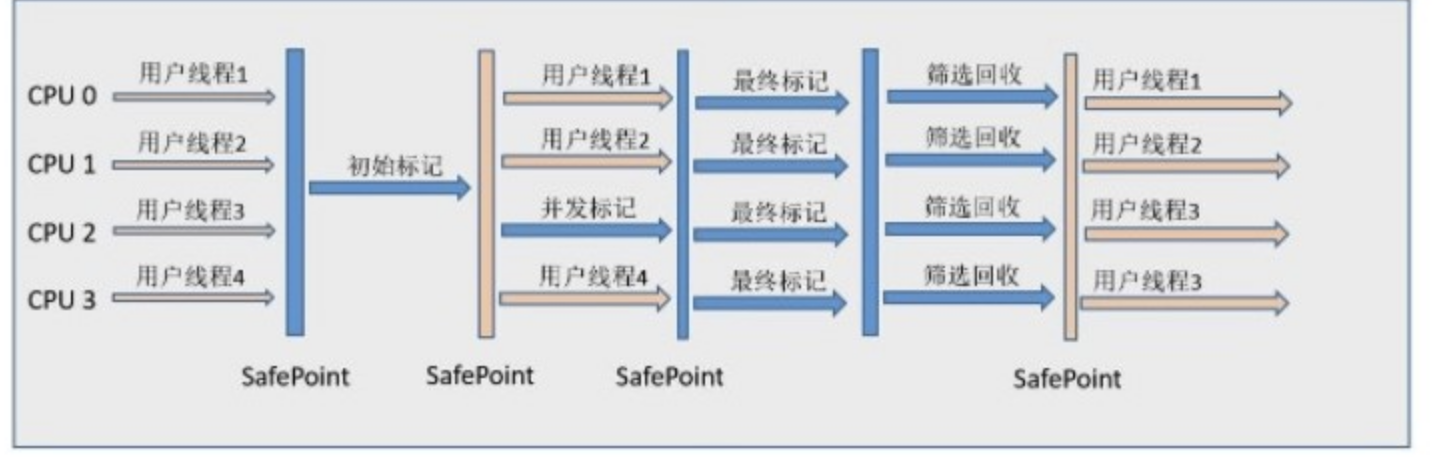 CPU 0 用户线程1 用户线程1 最终标记 筛选回收 用户线程1
CPU 1 用户线程2 用户线程2 最终标记 筛选回收 用户线程2
初始标记
CPU 2 用户线程3 并发标记 最终标记 筛选回收 用户线程3
CPU 3 用户线程4 用户线程4 最终标记 筛选回收 用户线程3
SafePoint SafePoint SafePoint SafePoint